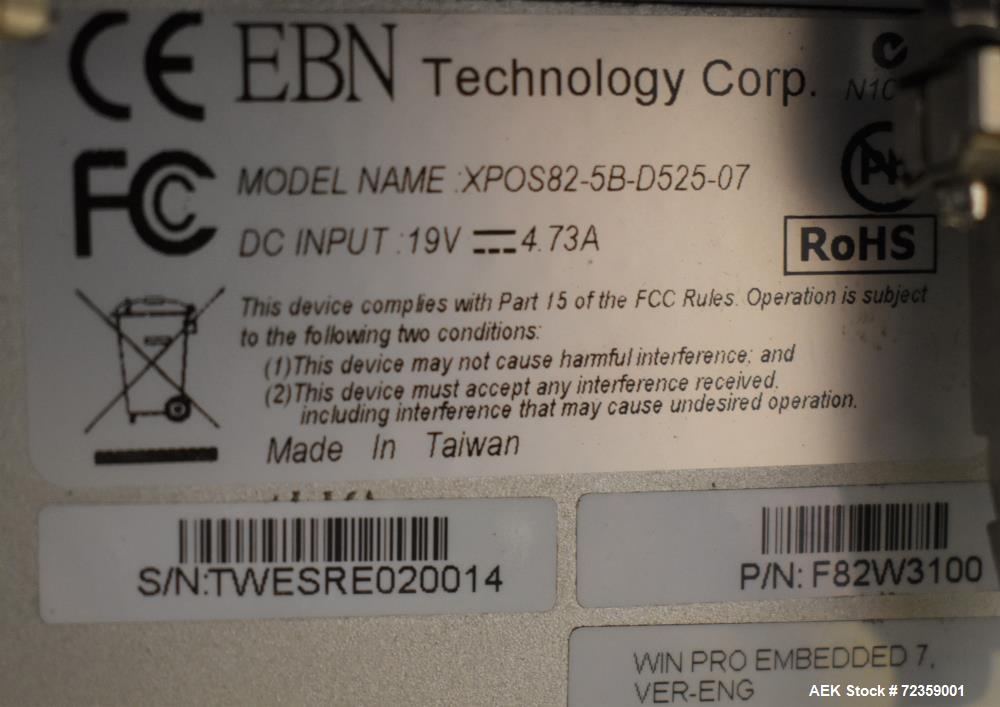 CE EBN Technology Corp.
FC MODEL NAME :XPOS82-5B-D525-07
DC INPUT :19V 4.73A
RoHS
This device complies with Part 15 of the FCC Rules. Operation is subject
to the following two conditions:
(1)This device may not cause harmful interference; and
(2)This device must accept any interference received.
including interference that may cause undesired operation.
Made In Taiwan
S/N:TWESRE020014
P/N: F82W3100
WIN PRO EMBEDDED 7,
VER-ENG
AEK Stock # 72359001